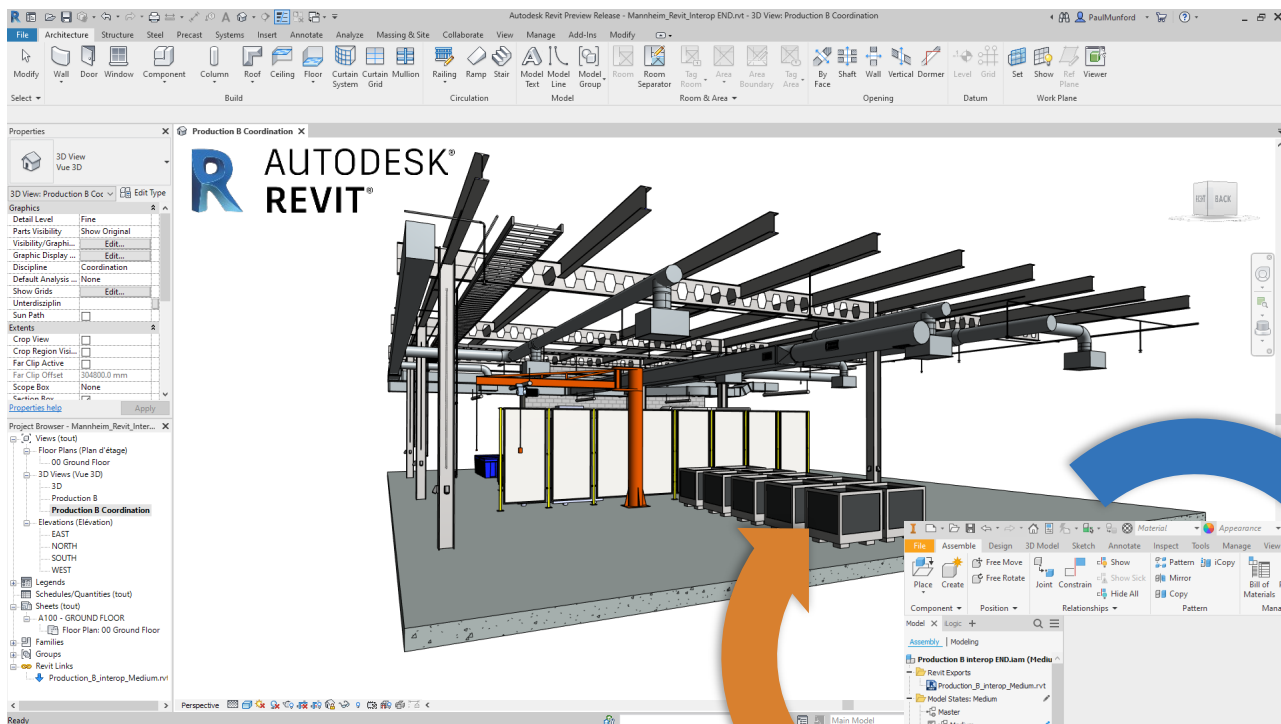 Autodesk Revit Preview Release - Mannheim_Revit_Interop END.rvt - 3D View: Production B Coordination
PaulMunford
File Architecture Structure Steel Precast Systems Insert Annotate Analyze Massing & Site Collaborate View Manage Add-Ins Modify
Modify Wall Door Window Component Column Roof Ceiling Floor Curtain System Curtain Grid Mullion Railing Ramp Stair Model Text Model Line Model Group Room Room Separator Tag Room Area Area Boundary Tag Area By Face Shaft Wall Vertical Dormer Level Grid Set Show Ref Plane Viewer
Select Build Circulation Model Room & Area Opening Datum Work Plane
Properties
Production B Coordination
3D View
Vue 3D
AUTODESK®
REVIT®
3D View: Production B Coc Edit Type
Graphics
Detail Level Fine
Parts Visibility Show Original
Visibility/Graphi... Edit...
Graphic Display ... Edit...
Discipline Coordination
Default Analysis ... None
Show Grids Edit...
Unterdisziplin
Sun Path
Extents
Crop View
Crop Region Visi...
Far Clip Active
Far Clip Offset 304800.0 mm
Scope Box None
Section Box
Properties help Apply
BACK
Project Browser - Mannheim_Revit_Inter...
Views (tout)
Floor Plans (Plan d'étage)
00 Ground Floor
3D Views (Vue 3D)
3D
Production B
Production B Coordination
Elevations (Elévation)
EAST
NORTH
SOUTH
WEST
Legends
Schedules/Quantities (tout)
Sheets (tout)
A100 - GROUND FLOOR
Floor Plan: 00 Ground Floor
Families
Groups
Revit Links
Production_B_interop_Medium.rvt
Perspective
Ready
Main Model
Material Appearance
File Assemble Design 3D Model Sketch Annotate Inspect Tools Manage View
Place Create Free Move Free Rotate Joint Constrain Show Show Sick Hide All Pattern iCopy Mirror Copy Bill of Materials
Component Position Relationships Pattern Mana
Model Logic +
Assembly | Modeling
Production B interop END.iam (Mediu
Revit Exports
Production_B_interop_Medium.rvt
Model States: Medium
Master